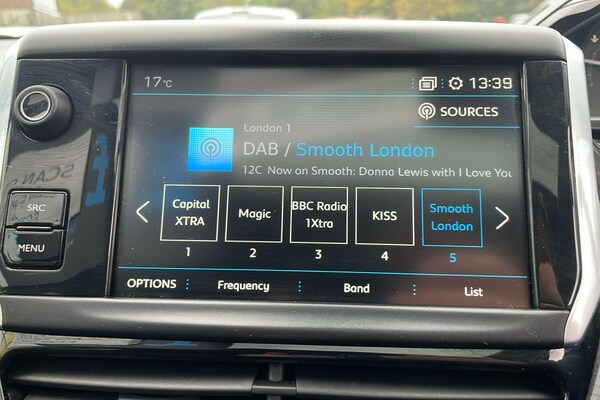 17°C
13:39
SOURCES
London 1
DAB / Smooth London
12C Now on Smooth: Donna Lewis with I Love You
Capital XTRA
Magic
BBC Radio 1Xtra
KISS
Smooth London
1
2
3
4
5
SRC
MENU
OPTIONS
Frequency
Band
List